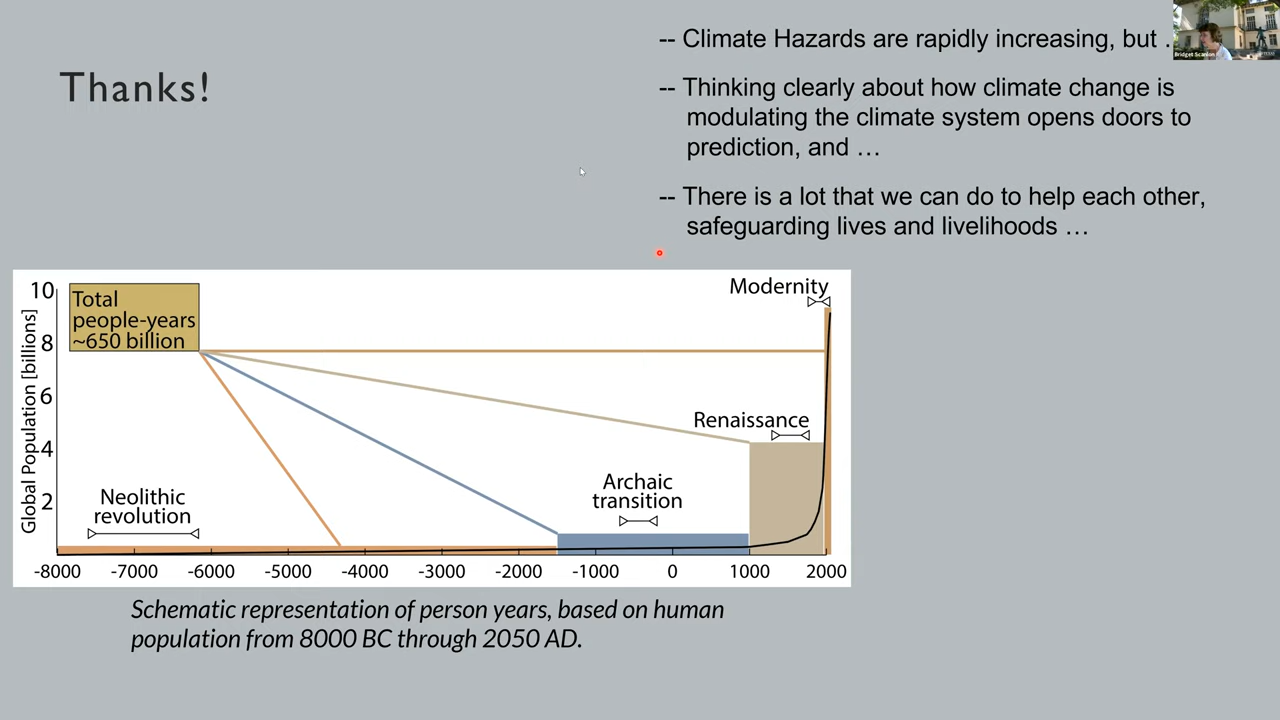 Thanks!
-- Climate Hazards are rapidly increasing, but .
-- Thinking clearly about how climate change is
modulating the climate system opens doors to
prediction, and …
-- There is a lot that we can do to help each other,
safeguarding lives and livelihoods …
Bridget Scanlon
Global Population [billions]
10
8
6
4
2
Total
people-years
~650 billion
Modernity
Renaissance
Archaic
transition
Neolithic
revolution
-8000 -7000 -6000 -5000 -4000 -3000 -2000 -1000 0 1000 2000
Schematic representation of person years, based on human
population from 8000 BC through 2050 AD.